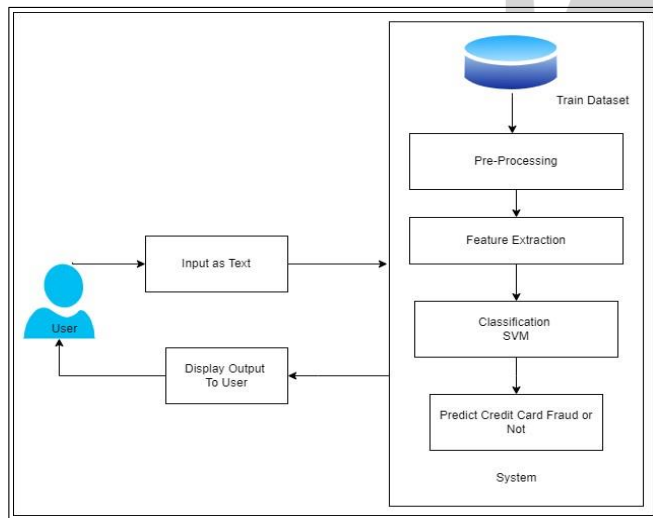 Train Dataset
Pre-Processing
Feature Extraction
Input as Text
User
Classification
SVM
Display Output
To User
Predict Credit Card Fraud or
Not
System